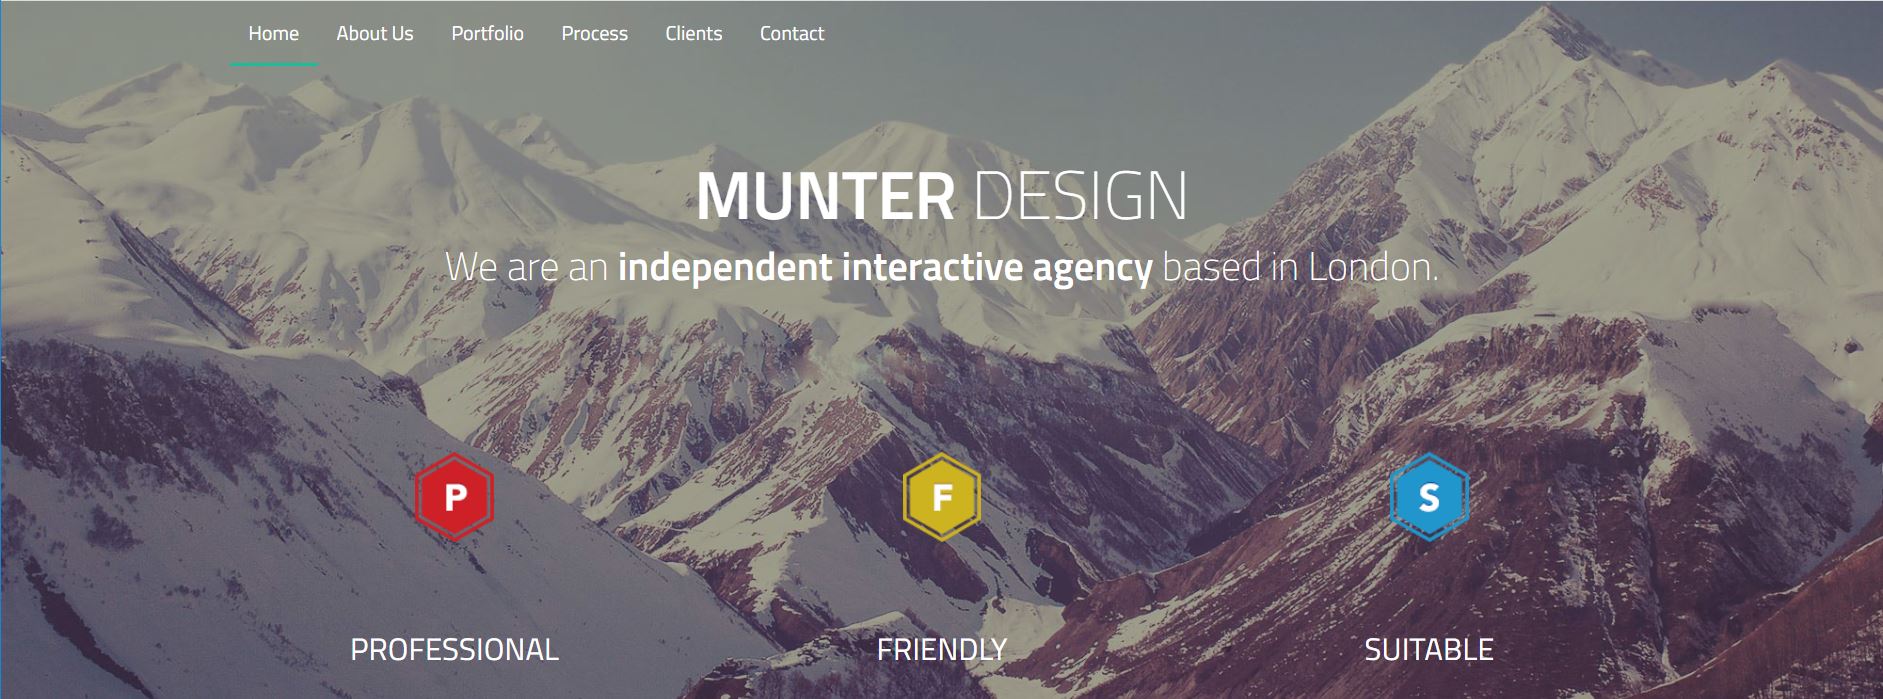 Home About Us Portfolio Process Clients Contact
MUNTER DESIGN
We are an independent interactive agency based in London.
P F S
PROFESSIONAL FRIENDLY SUITABLE